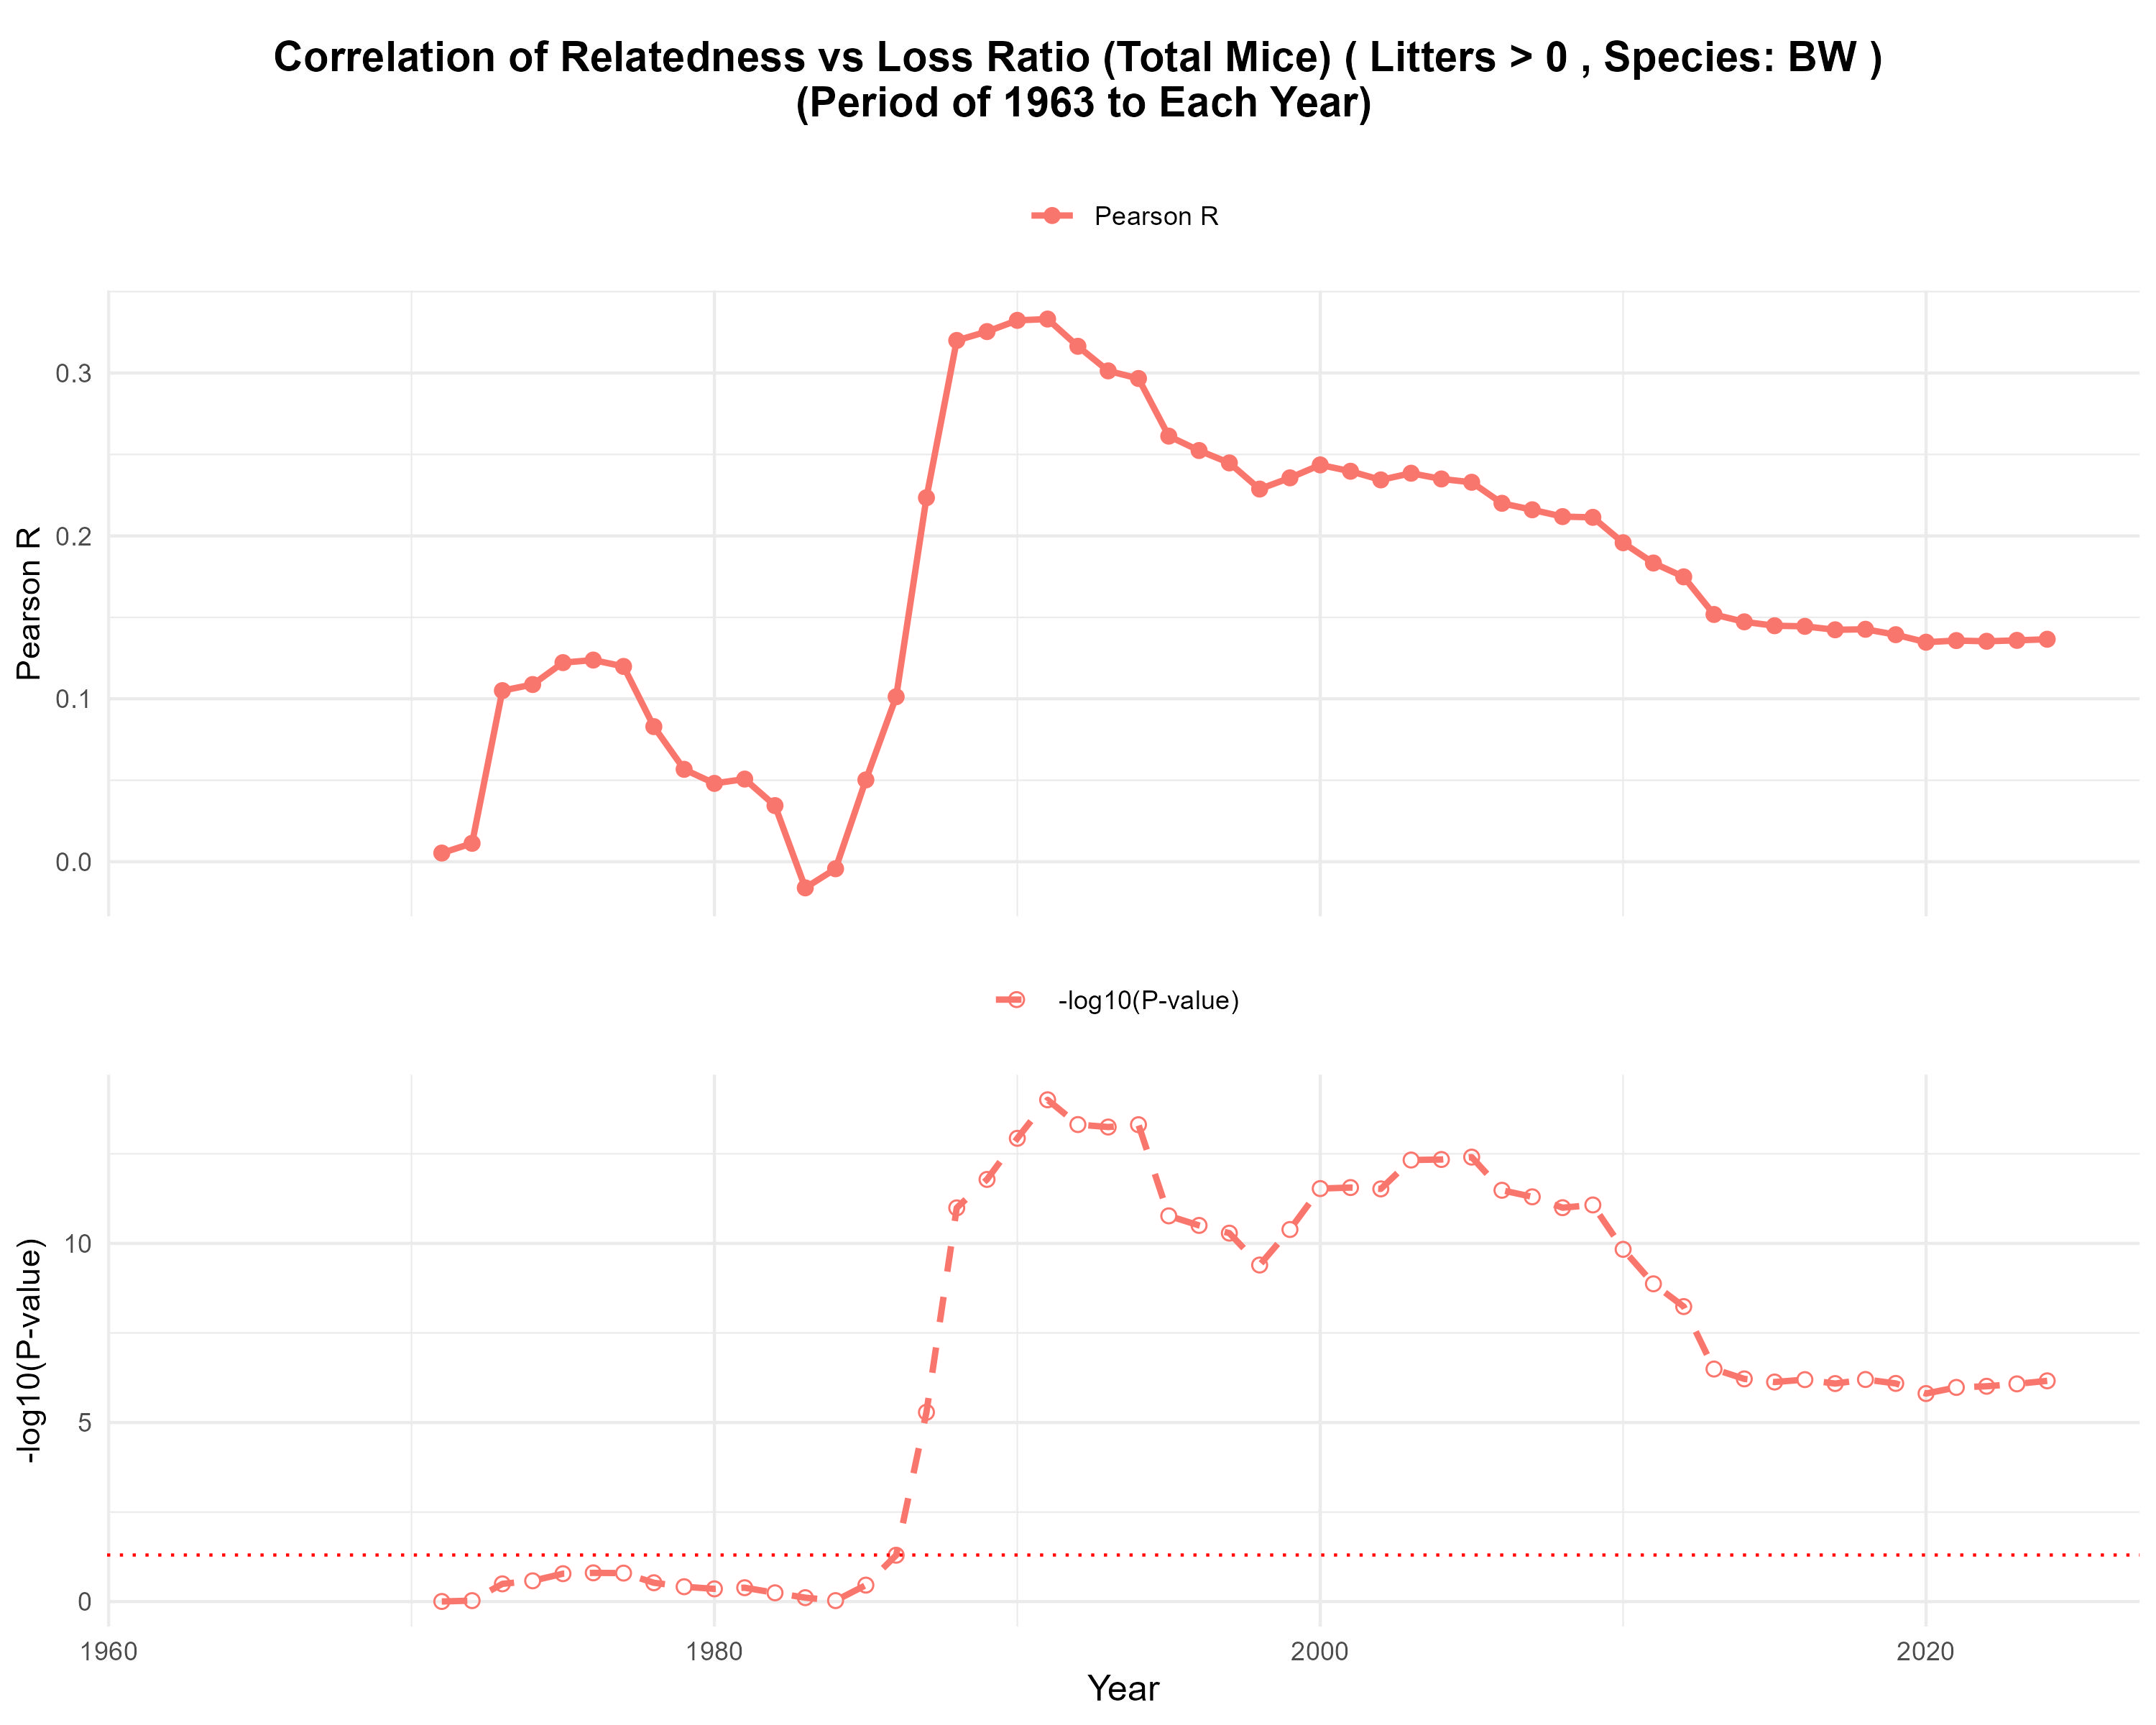 Correlation of Relatedness vs Loss Ratio (Total Mice) ( Litters > 0 , Species: BW )
(Period of 1963 to Each Year)
Pearson R
Pearson R
0.3
0.2
0.1
0.0
-log10(P-value)
-log10(P-value)
10
5
0
1960
1980
2000
2020
Year